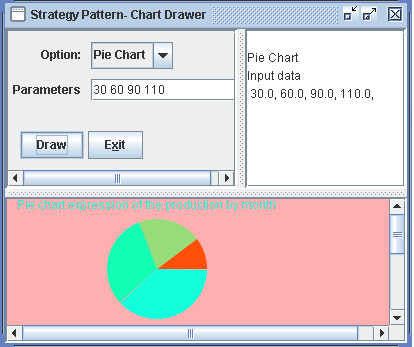 Strategy Pattern- Chart Drawer
Option: Pie Chart
Parameters 30 60 90 110
Draw Exit
Pie Chart
Input data
30.0, 60.0, 90.0, 110.0,
Pie chart expression of the production by month